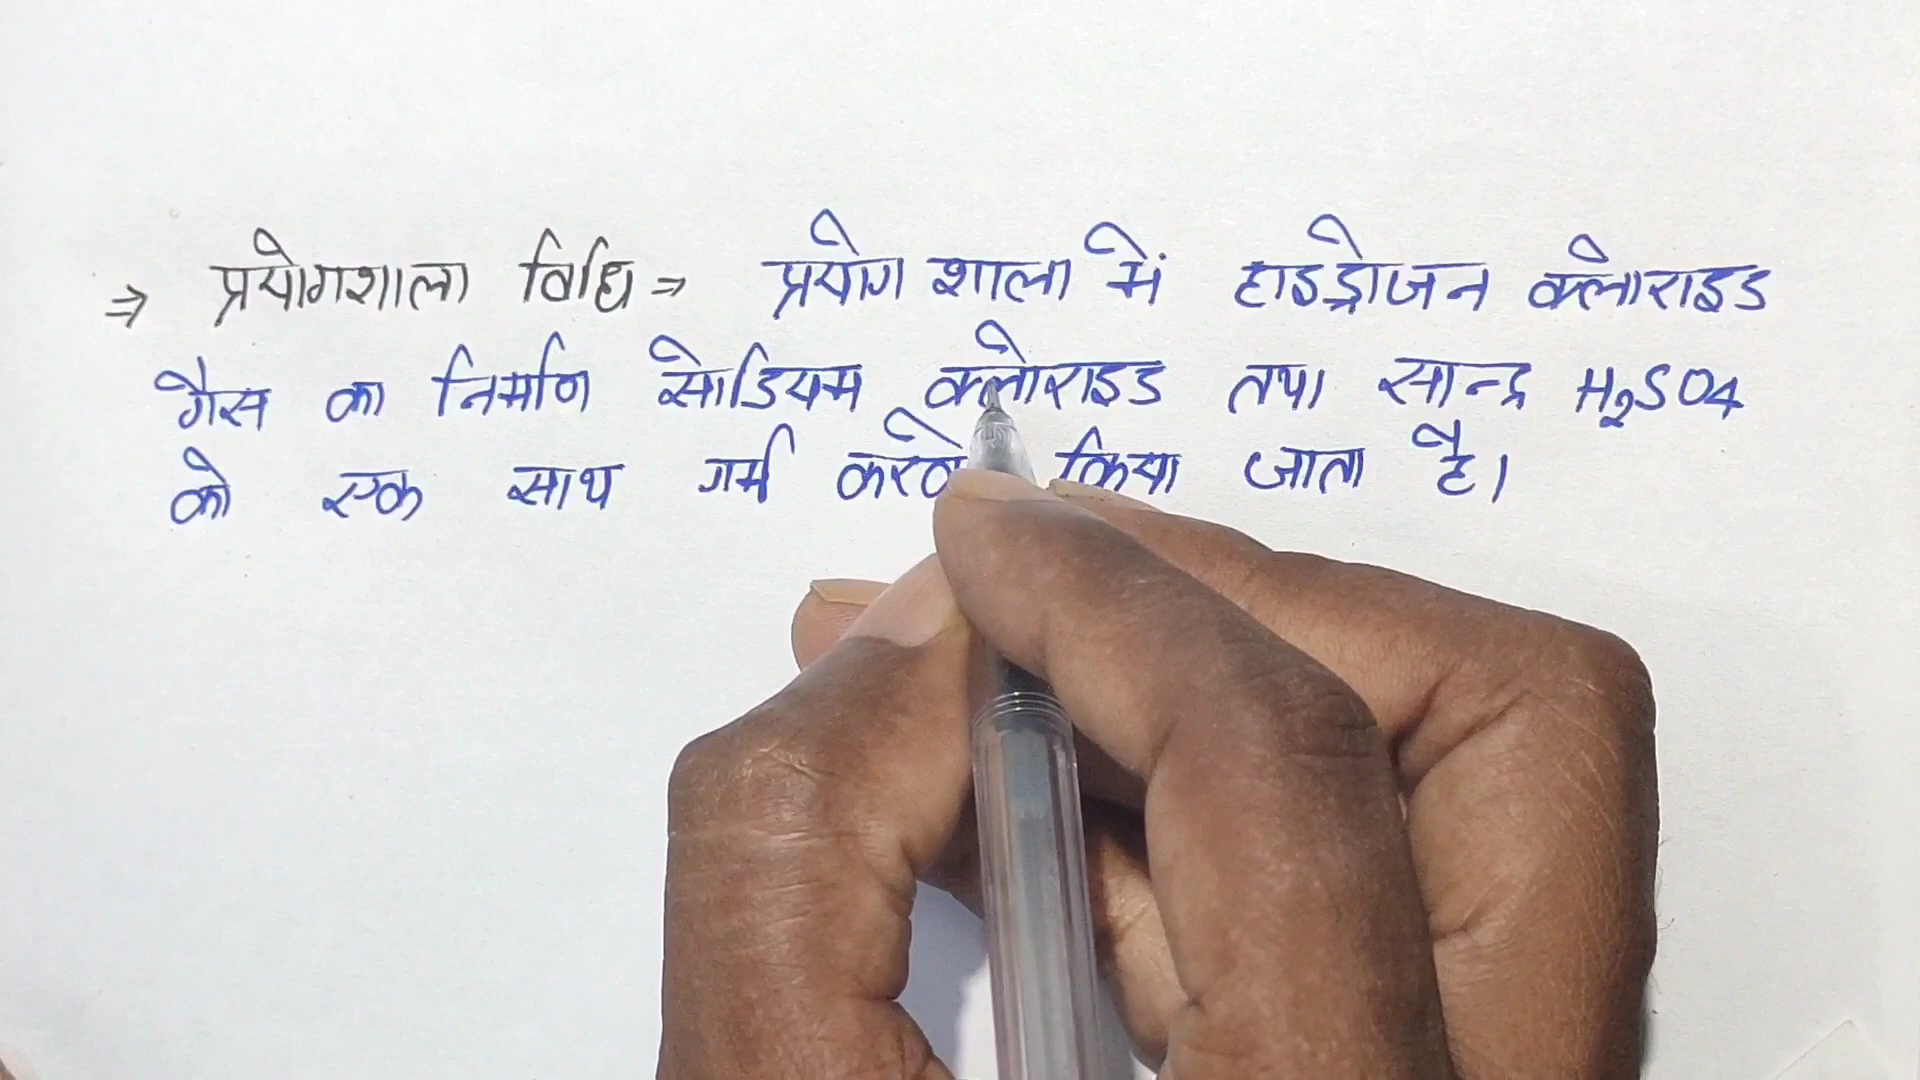 ⇒ प्रयोगशाला विधि ⇒ प्रयोग शाला में हाइड्रोजन क्लोराइड
गैस का निर्माण सोडियम क्लोराइड तथा सान्द्र H₂SO4
को एक साथ गर्म करके किया जाता है।